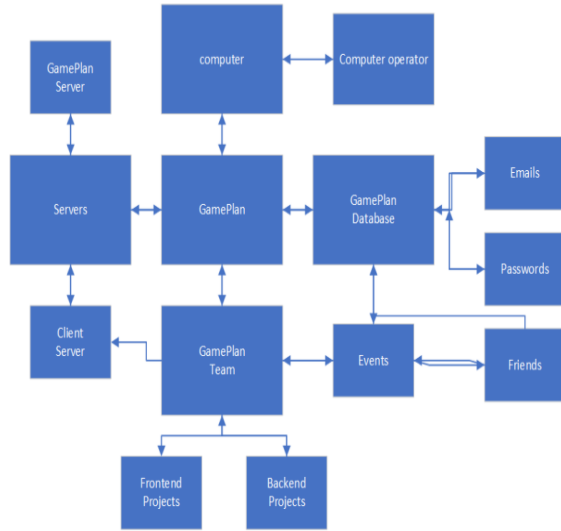 GamePlan
Server
computer
Computer operator
Servers
GamePlan
GamePlan
Database
Emails
Passwords
Client
Server
GamePlan
Team
Events
Friends
Frontend
Projects
Backend
Projects